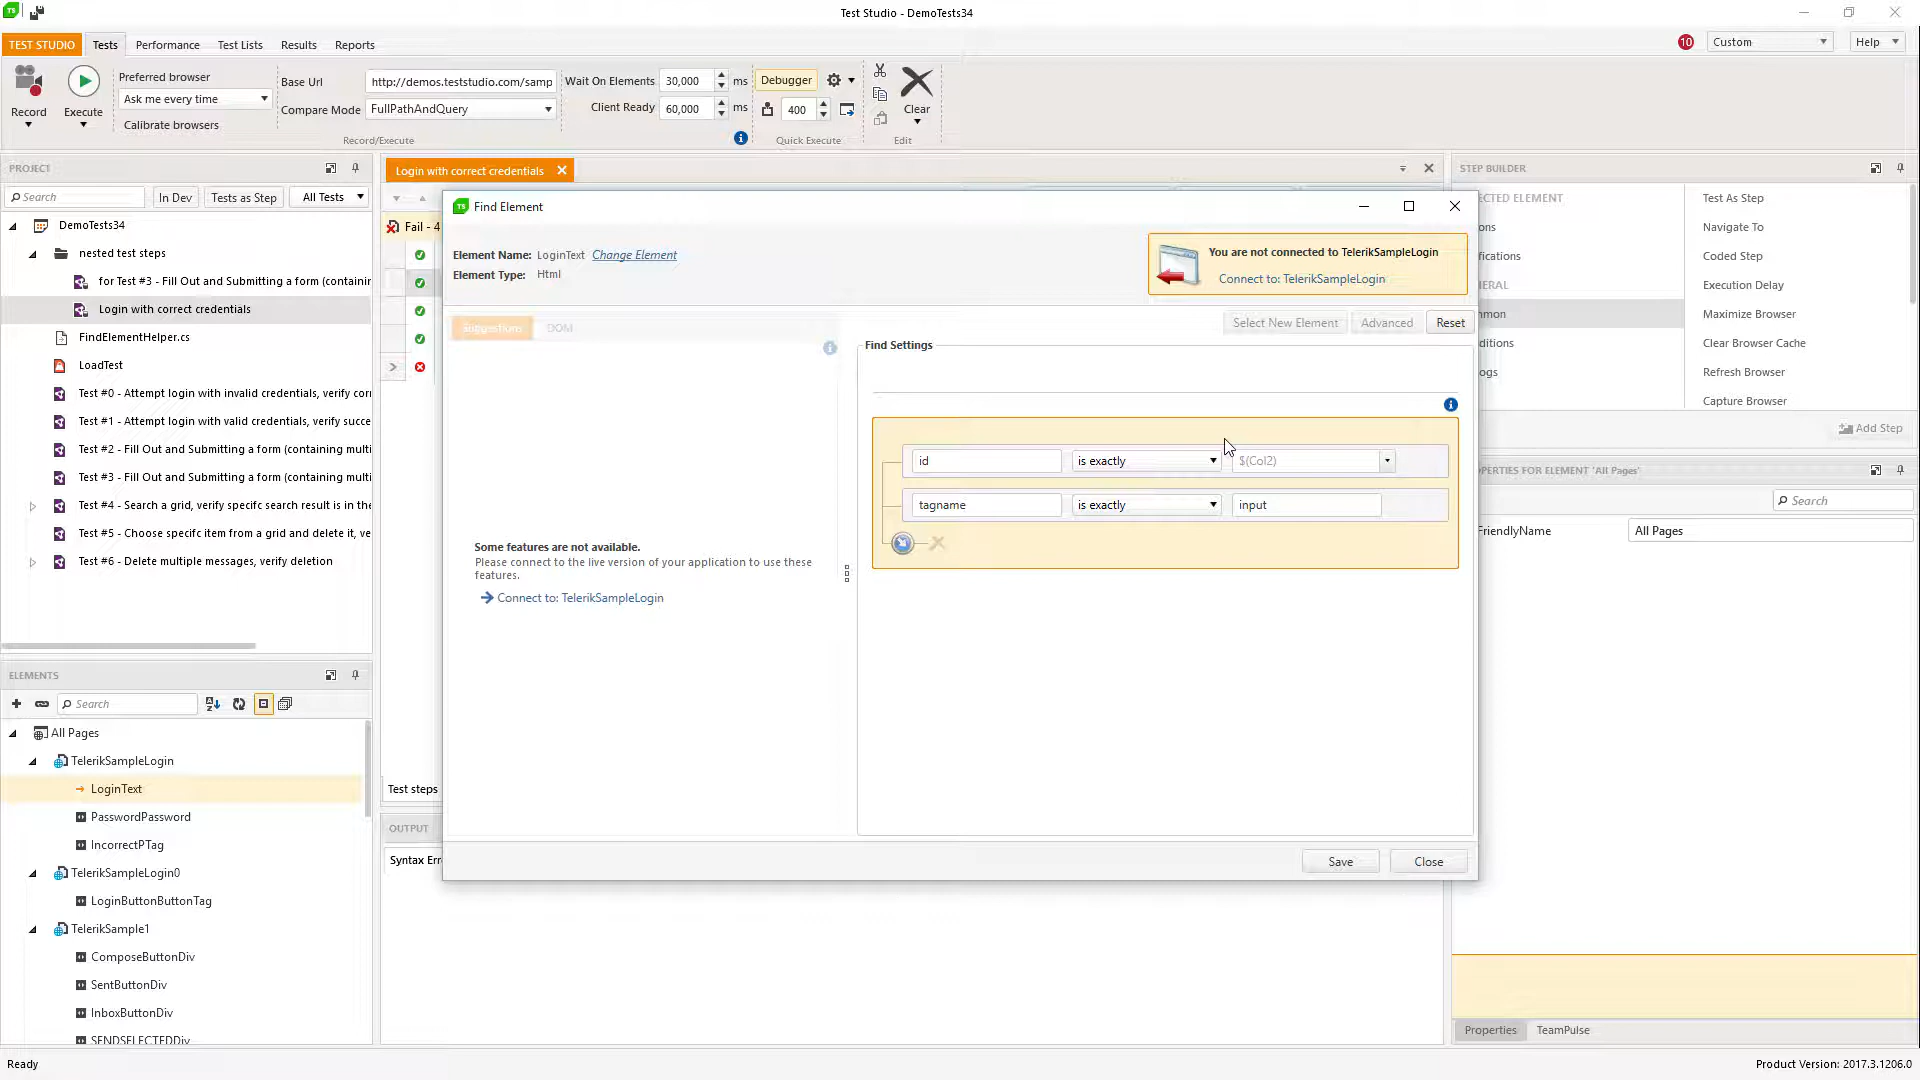 Test Studio - DemoTests34
TEST STUDIO
Tests
Performance
Test Lists
Results
Reports
10
Custom
Help
Record
Execute
Preferred browser
Ask me every time
Calibrate browsers
Base Url
http://demos.teststudio.com/samp
Compare Mode
FullPathAndQuery
Record/Execute
Wait On Elements
30,000
ms
Client Ready
60,000
ms
Debugger
400
Quick Execute
Clear
Edit
PROJECT
Search
In Dev
Tests as Step
All Tests
DemoTests34
nested test steps
for Test #3 - Fill Out and Submitting a form (containir
Login with correct credentials
FindElementHelper.cs
LoadTest
Test #0 - Attempt login with invalid credentials, verify cor
Test #1 - Attempt login with valid credentials, verify succe
Test #2 - Fill Out and Submitting a form (containing multi
Test #3 - Fill Out and Submitting a form (containing multi
Test #4 - Search a grid, verify specifc search result is in the
Test #5 - Choose specifc item from a grid and delete it, ve
Test #6 - Delete multiple messages, verify deletion
ELEMENTS
Search
All Pages
TelerikSampleLogin
LoginText
PasswordPassword
IncorrectPTag
TelerikSampleLogin0
LoginButtonButtonTag
TelerikSample1
ComposeButtonDiv
SentButtonDiv
InboxButtonDiv
SENDSELECTEDDiv
Login with correct credentials
Fail - 4
Test steps
OUTPUT
Syntax Err
Find Element
Element Name: LoginText Change Element
Element Type: Html
You are not connected to TelerikSampleLogin
Connect to: TelerikSampleLogin
Suggestions
DOM
Select New Element
Advanced
Reset
Find Settings
id
is exactly
$(Col2)
tagname
is exactly
input
Some features are not available.
Please connect to the live version of your application to use these
features.
Connect to: TelerikSampleLogin
Save
Close
STEP BUILDER
ECTED ELEMENT
ons
ifications
ERAL
mon
ditions
ogs
Test As Step
Navigate To
Coded Step
Execution Delay
Maximize Browser
Clear Browser Cache
Refresh Browser
Capture Browser
Add Step
PERTIES FOR ELEMENT 'All Pages'
Search
FriendlyName
All Pages
Properties
TeamPulse
Ready
Product Version: 2017.3.1206.0